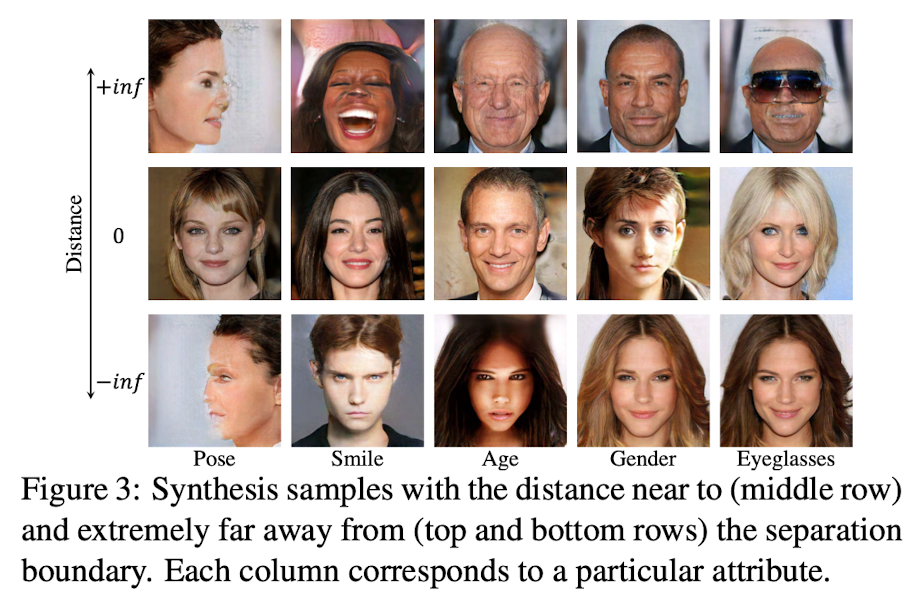 +inf
Distance
0
−inf
Pose Smile Age Gender Eyeglasses
Figure 3: Synthesis samples with the distance near to (middle row)
and extremely far away from (top and bottom rows) the separation
boundary. Each column corresponds to a particular attribute.